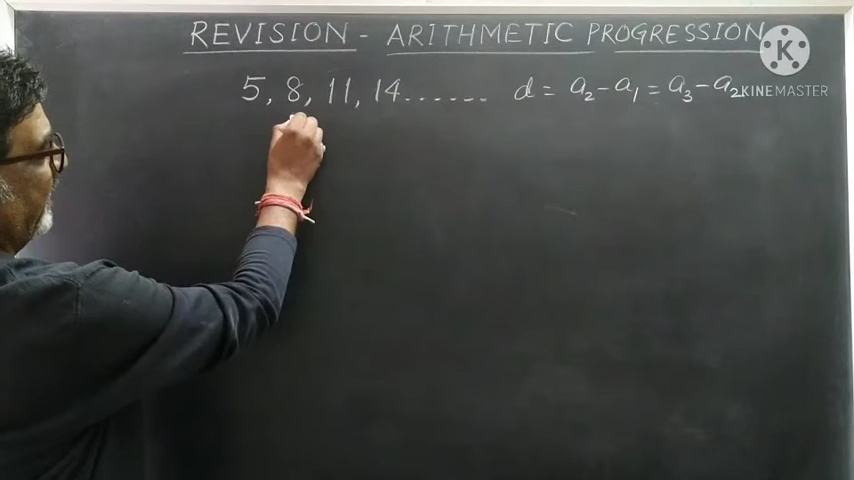 REVISION - ARITHMETIC PROGRESSION
5, 8, 11, 14...... d = a₂ - a₁ = a₃ - a₂
K
KINEMASTER